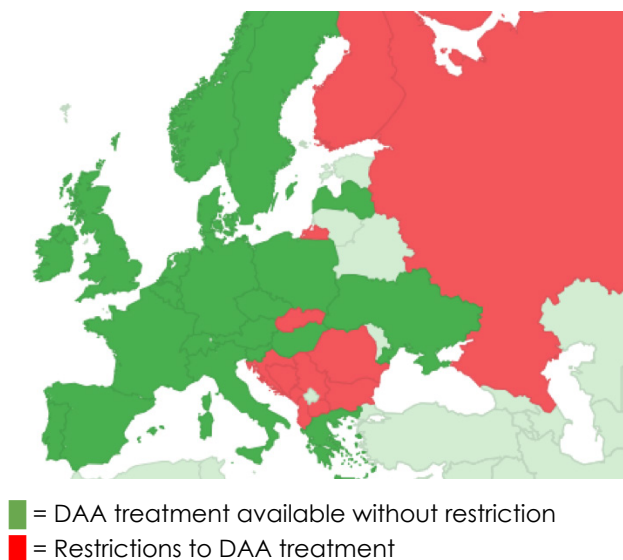 = DAA treatment available without restriction
= Restrictions to DAA treatment